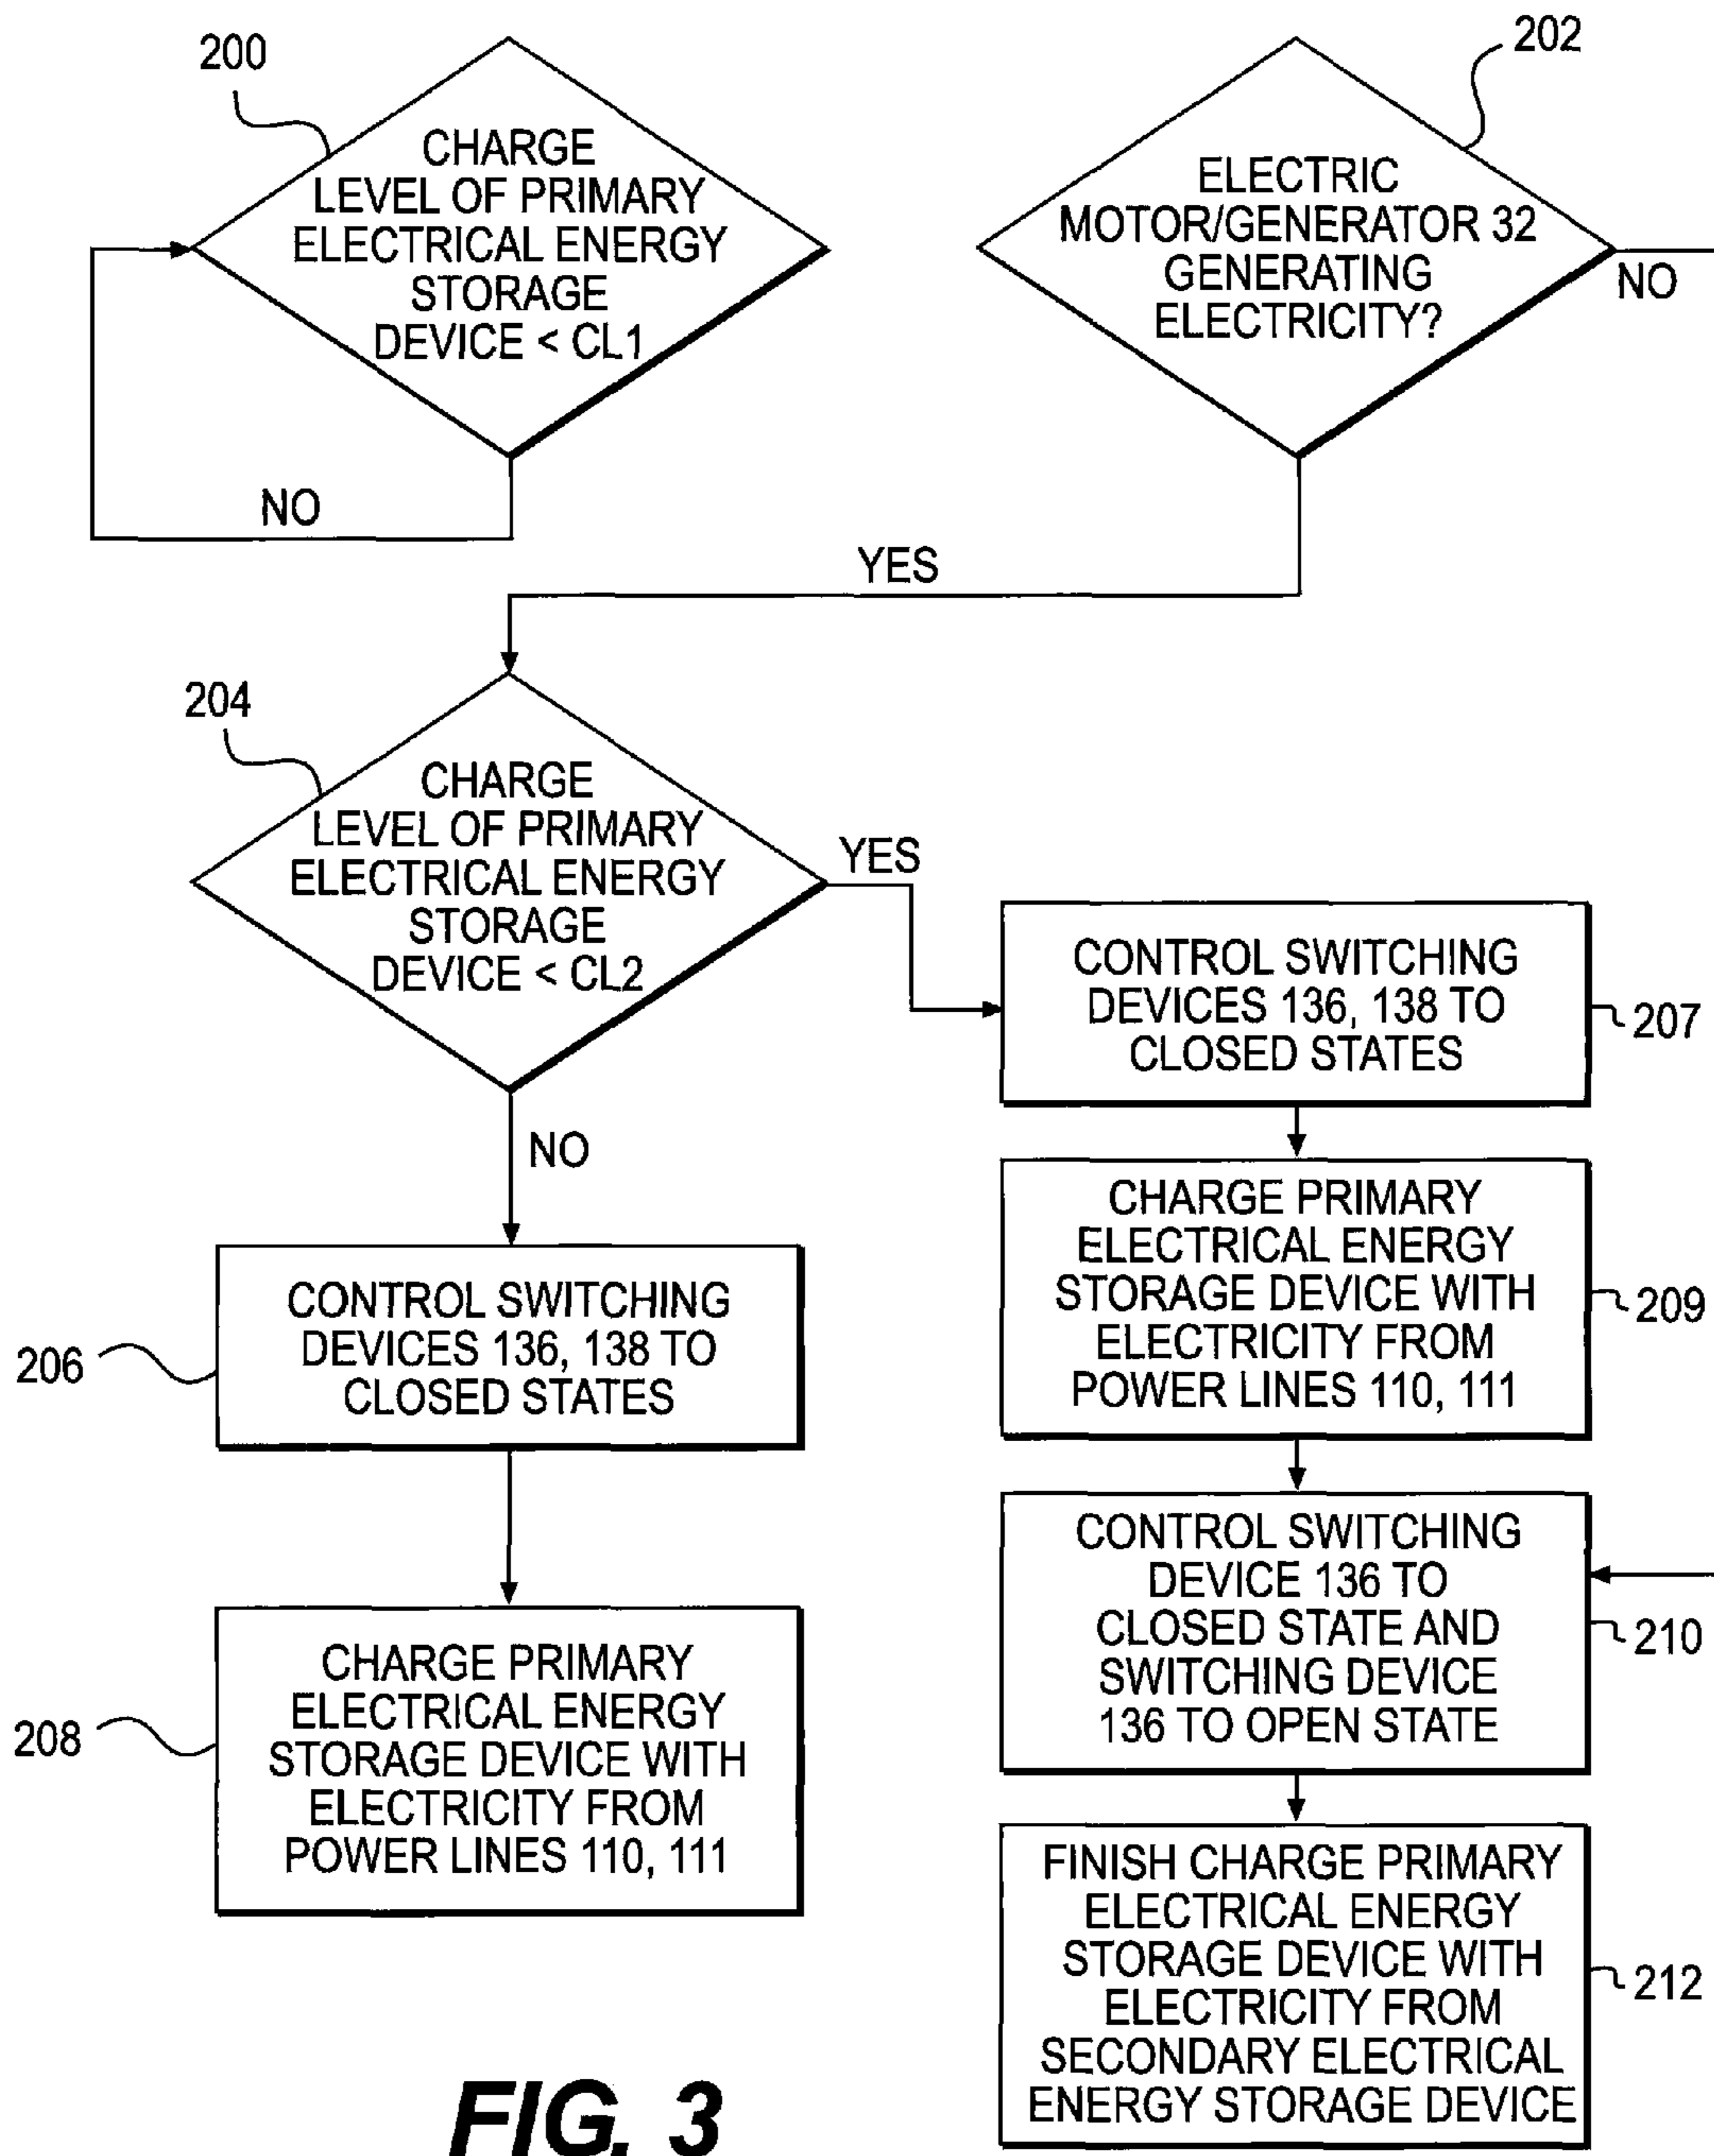 200
CHARGE
LEVEL OF PRIMARY
ELECTRICAL ENERGY
STORAGE
DEVICE < CL1
NO
202
ELECTRIC
MOTOR/GENERATOR 32
GENERATING
ELECTRICITY?
NO
YES
204
CHARGE
LEVEL OF PRIMARY
ELECTRICAL ENERGY
STORAGE
DEVICE < CL2
YES
NO
206
CONTROL SWITCHING
DEVICES 136, 138 TO
CLOSED STATES
208
CHARGE PRIMARY
ELECTRICAL ENERGY
STORAGE DEVICE WITH
ELECTRICITY FROM
POWER LINES 110, 111
CONTROL SWITCHING
DEVICES 136, 138 TO
CLOSED STATES
207
CHARGE PRIMARY
ELECTRICAL ENERGY
STORAGE DEVICE WITH
ELECTRICITY FROM
POWER LINES 110, 111
209
CONTROL SWITCHING
DEVICE 136 TO
CLOSED STATE AND
SWITCHING DEVICE
136 TO OPEN STATE
210
FINISH CHARGE PRIMARY
ELECTRICAL ENERGY
STORAGE DEVICE WITH
ELECTRICITY FROM
SECONDARY ELECTRICAL
ENERGY STORAGE DEVICE
212
FIG. 3